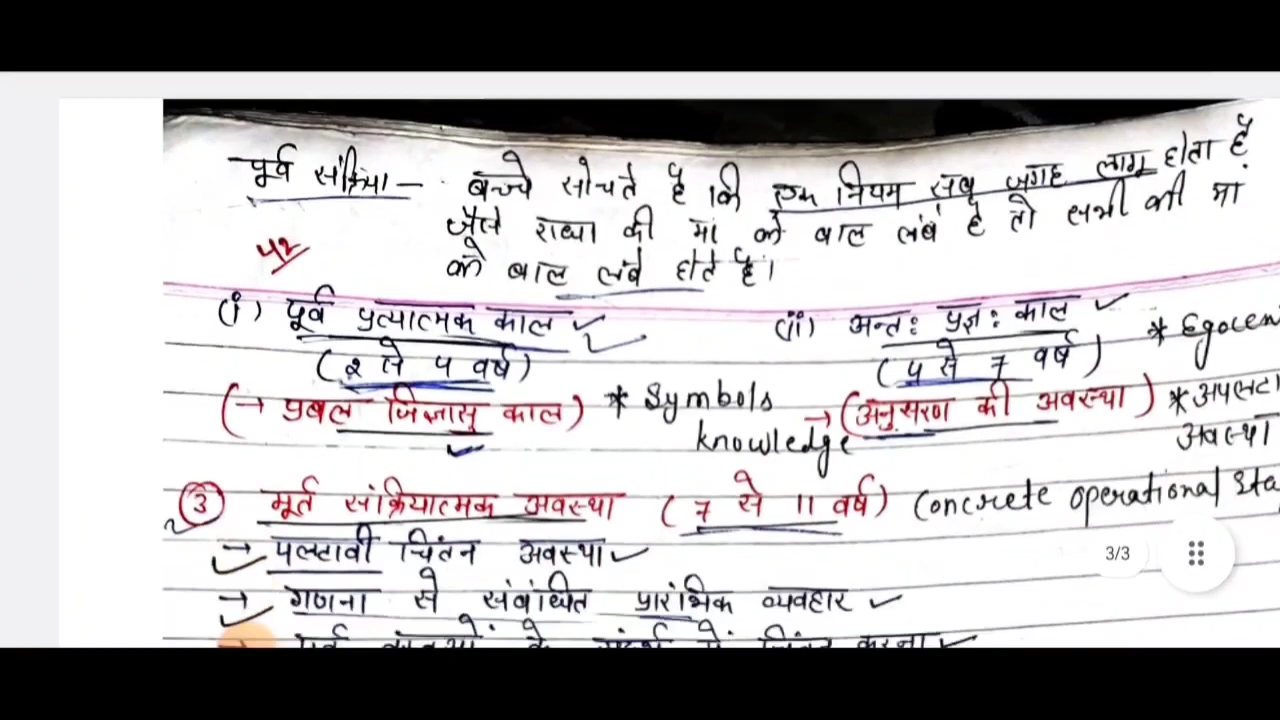 पूर्व संक्रिया — बच्चे सोचते है कि एक नियम सब जगह लागू होता है
जैसे राधा की मां के बाल लंबे है तो सभी की मां
के बाल लंबे होते है।
(i) पूर्व प्रत्यात्मक काल
(2 से 4 वर्ष)
(→ प्रबल जिज्ञासु काल)
* Symbols
knowledge
(ii) अन्तः प्रज्ञः काल
(4 से 7 वर्ष)
→ (अनुसरण की अवस्था)
* Egocen
* अपलटा
अवस्था
③ मूर्त संक्रियात्मक अवस्था (7 से 11 वर्ष) (Concrete operational Sta
→ पलटावी चिंतन अवस्था
→ गणना से संबंधित प्रारंभिक व्यवहार
3/3